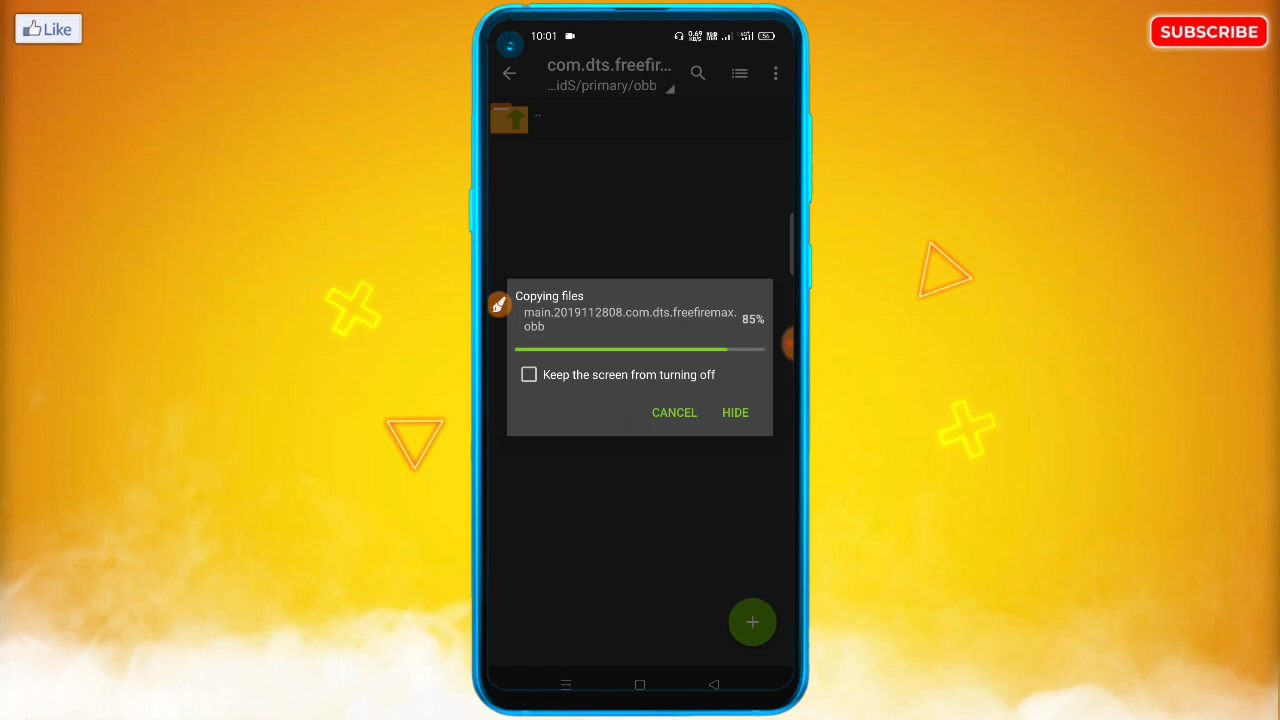 Like
SUBSCRIBE
10:01
56
com.dts.freefir...
...idS/primary/obb
..
Copying files
main.2019112808.com.dts.freefiremax.
obb
85%
Keep the screen from turning off
CANCEL HIDE